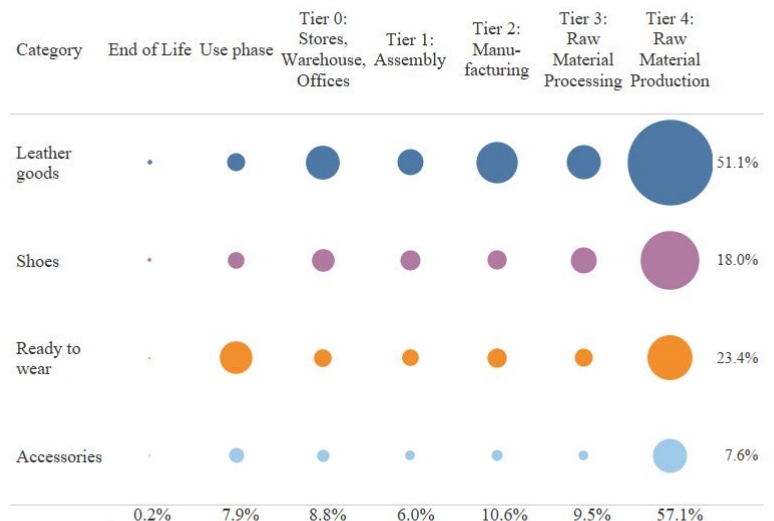 Category
End of Life
Use phase
Tier 0:
Stores,
Warehouse,
Offices
Tier 1:
Assembly
Tier 2:
Manu-
facturing
Tier 3:
Raw
Material
Processing
Tier 4:
Raw
Material
Production
Leather
goods
51.1%
Shoes
18.0%
Ready to
wear
23.4%
Accessories
7.6%
0.2% 7.9% 8.8% 6.0% 10.6% 9.5% 57.1%